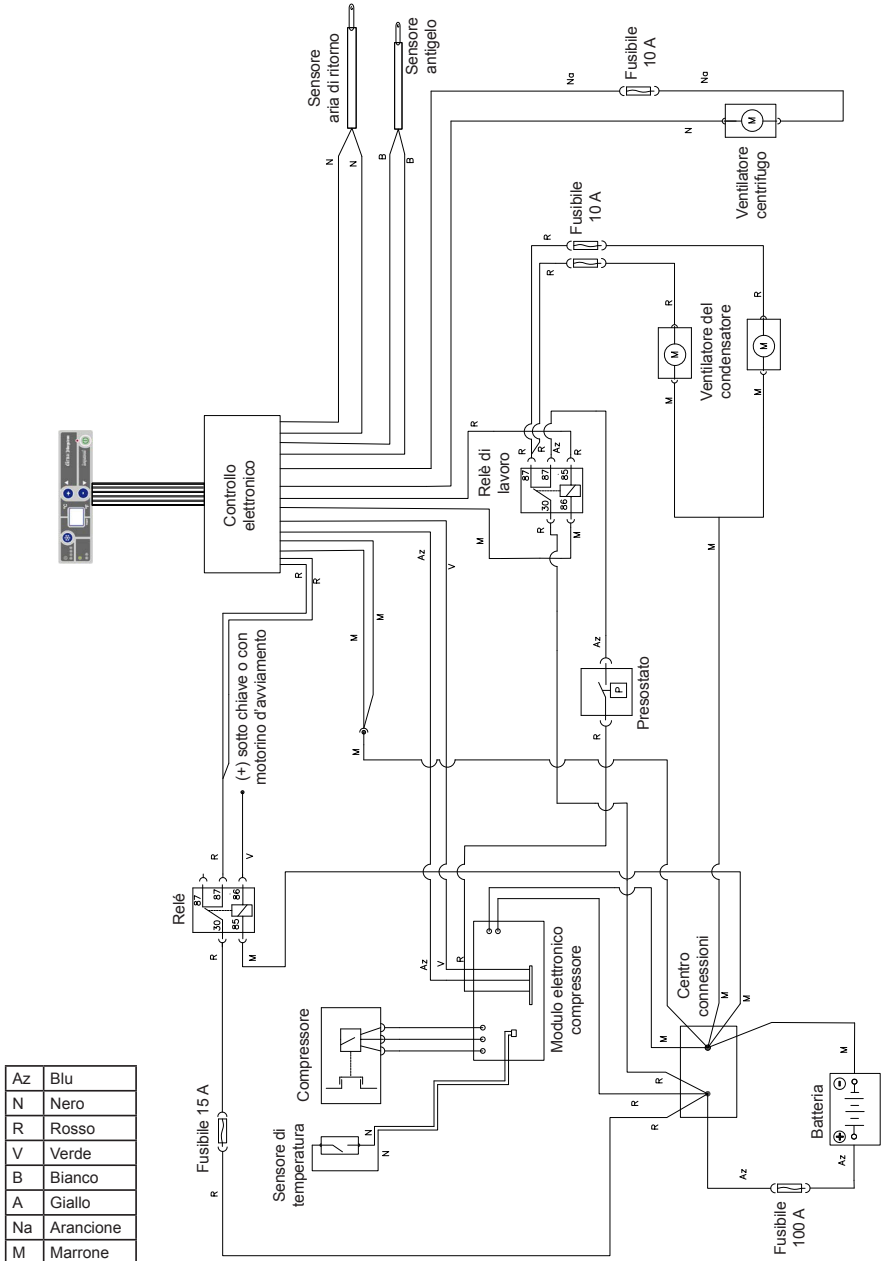 Sensore
aria di ritorno
Sensore
antigelo
Fusibile
10 A
Na
Na
N
N
N
B
B
Ventilatore
centrifugo
M
Controllo
elettronico
Fusibile
10 A
R
R
R
R
M
M
M
M
Ventilatore del
condensatore
Relè di
lavoro
R
R
R
Az
R
87
87
85
30
86
R
M
M
Az
V
R
R
M
M
M
(+) sotto chiave o con
motorino d'avviamento
Az
P
R
Presostato
M
Relé
R
V
87
87
86
30
85
R
M
Az
V
R
Compressore
Modulo elettronico
compressore
Sensore di
temperatura
N
N
Fusibile 15 A
R
Centro
connessioni
M
M
M
R
R
R
M
Batteria
Az
Az
Fusibile
100 A
Az Blu
N Nero
R Rosso
V Verde
B Bianco
A Giallo
Na Arancione
M Marrone